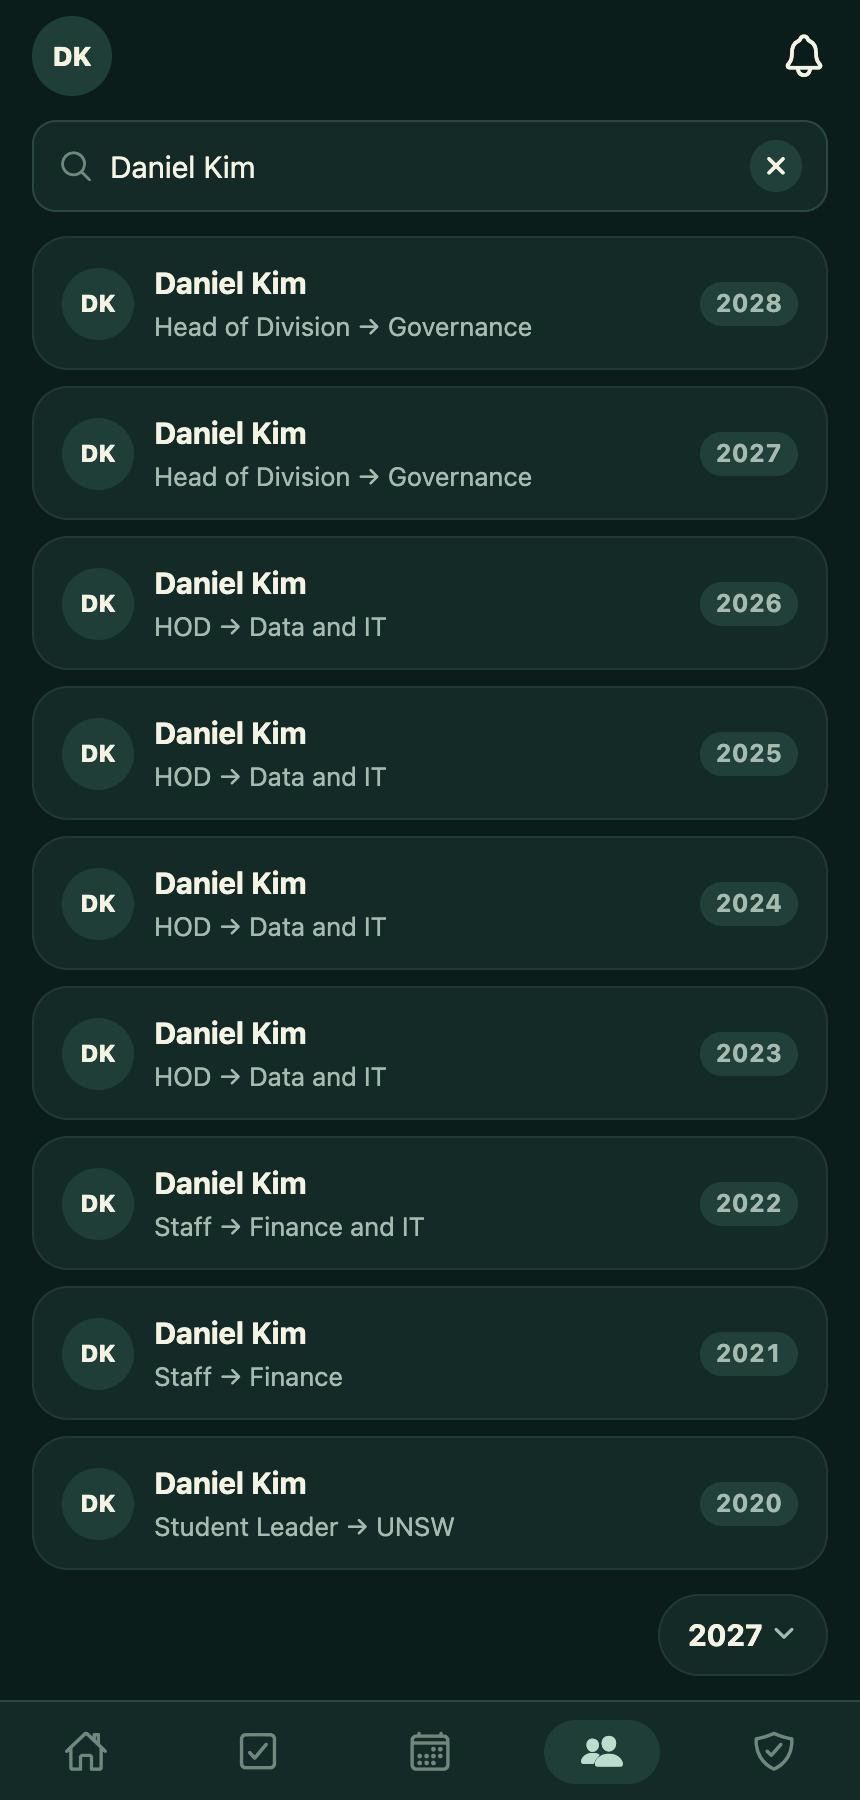 DK
Daniel Kim
DK
Daniel Kim
Head of Division → Governance
2028
DK
Daniel Kim
Head of Division → Governance
2027
DK
Daniel Kim
HOD → Data and IT
2026
DK
Daniel Kim
HOD → Data and IT
2025
DK
Daniel Kim
HOD → Data and IT
2024
DK
Daniel Kim
HOD → Data and IT
2023
DK
Daniel Kim
Staff → Finance and IT
2022
DK
Daniel Kim
Staff → Finance
2021
DK
Daniel Kim
Student Leader → UNSW
2020
2027